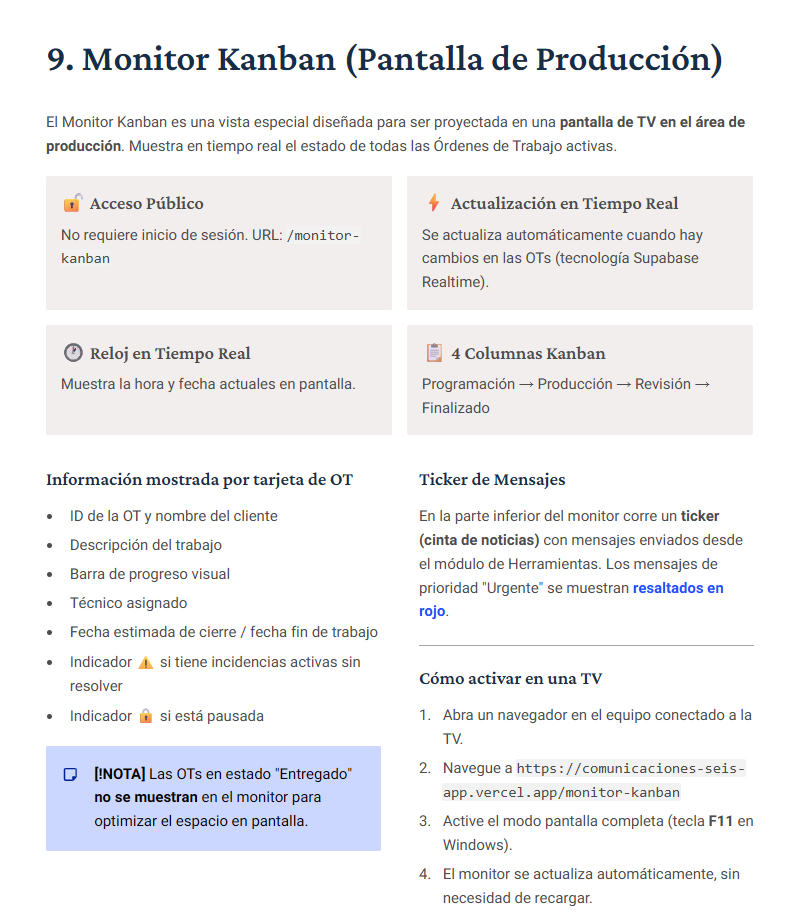 9. Monitor Kanban (Pantalla de Producción)
El Monitor Kanban es una vista especial diseñada para ser proyectada en una pantalla de TV en el área de
producción. Muestra en tiempo real el estado de todas las Órdenes de Trabajo activas.
Acceso Público
No requiere inicio de sesión. URL: /monitor-
kanban
Actualización en Tiempo Real
Se actualiza automáticamente cuando hay
cambios en las OTs (tecnología Supabase
Realtime).
Reloj en Tiempo Real
Muestra la hora y fecha actuales en pantalla.
4 Columnas Kanban
Programación → Producción → Revisión →
Finalizado
Información mostrada por tarjeta de OT
• ID de la OT y nombre del cliente
• Descripción del trabajo
• Barra de progreso visual
• Técnico asignado
• Fecha estimada de cierre / fecha fin de trabajo
• Indicador ⚠️ si tiene incidencias activas sin
resolver
• Indicador 🔒 si está pausada
[!NOTA] Las OTs en estado "Entregado"
no se muestran en el monitor para
optimizar el espacio en pantalla.
Ticker de Mensajes
En la parte inferior del monitor corre un ticker
(cinta de noticias) con mensajes enviados desde
el módulo de Herramientas. Los mensajes de
prioridad "Urgente" se muestran resaltados en
rojo.
Cómo activar en una TV
1. Abra un navegador en el equipo conectado a la
TV.
2. Navegue a https://comunicaciones-seis-
app.vercel.app/monitor-kanban
3. Active el modo pantalla completa (tecla F11 en
Windows).
4. El monitor se actualiza automáticamente, sin
necesidad de recargar.